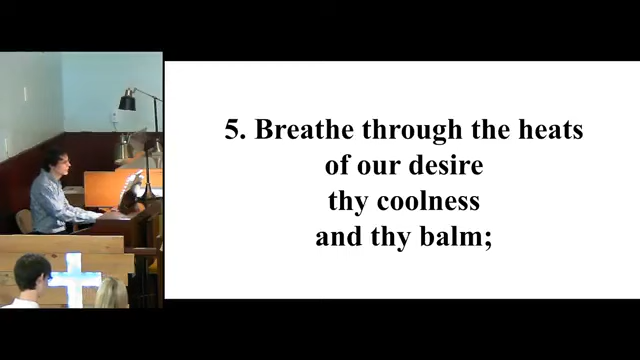 5. Breathe through the heats
of our desire
thy coolness
and thy balm;